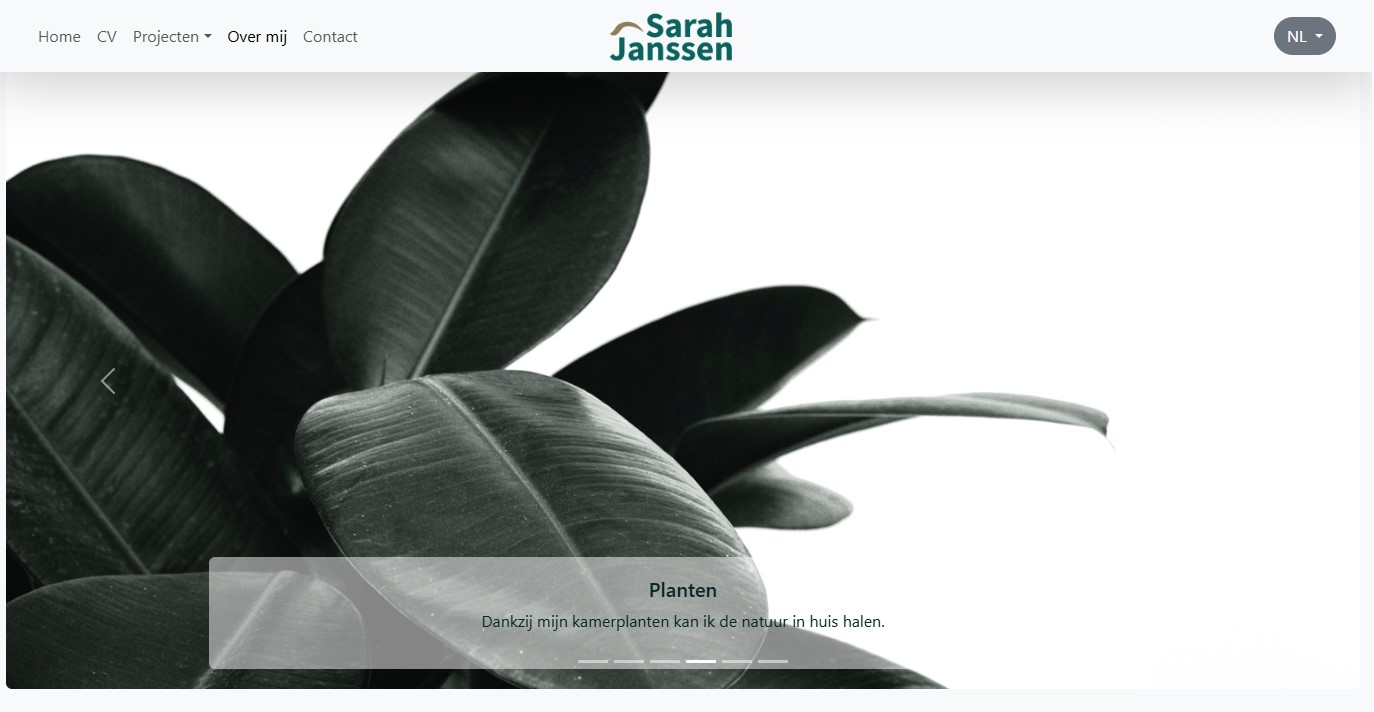 Home CV Projecten Over mij Contact
Sarah
Janssen
NL
Planten
Dankzij mijn kamerplanten kan ik de natuur in huis halen.